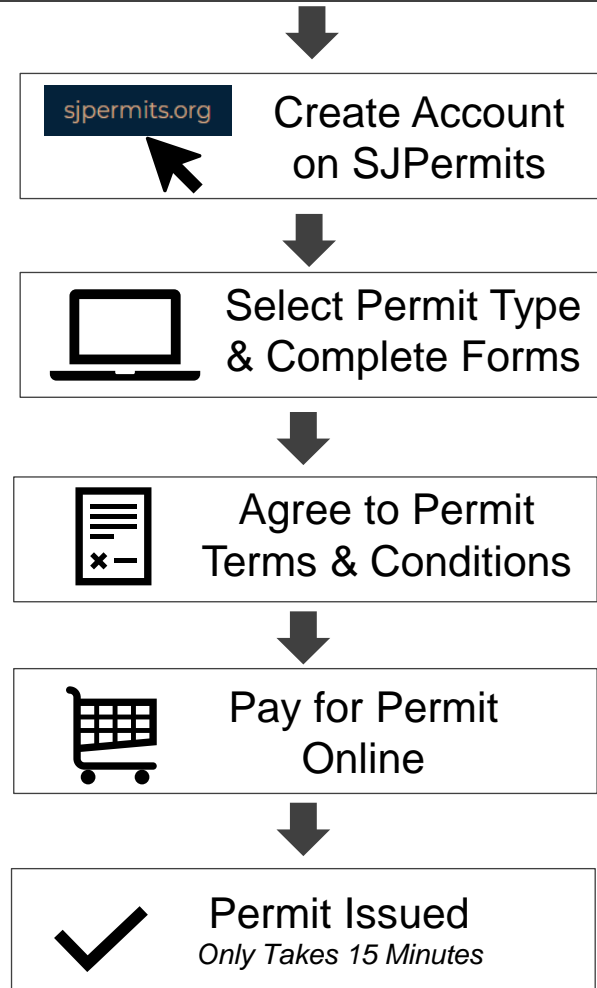 sjpermits.org
Create Account
on SJPermits
Select Permit Type
& Complete Forms
Agree to Permit
Terms & Conditions
Pay for Permit
Online
Permit Issued
Only Takes 15 Minutes